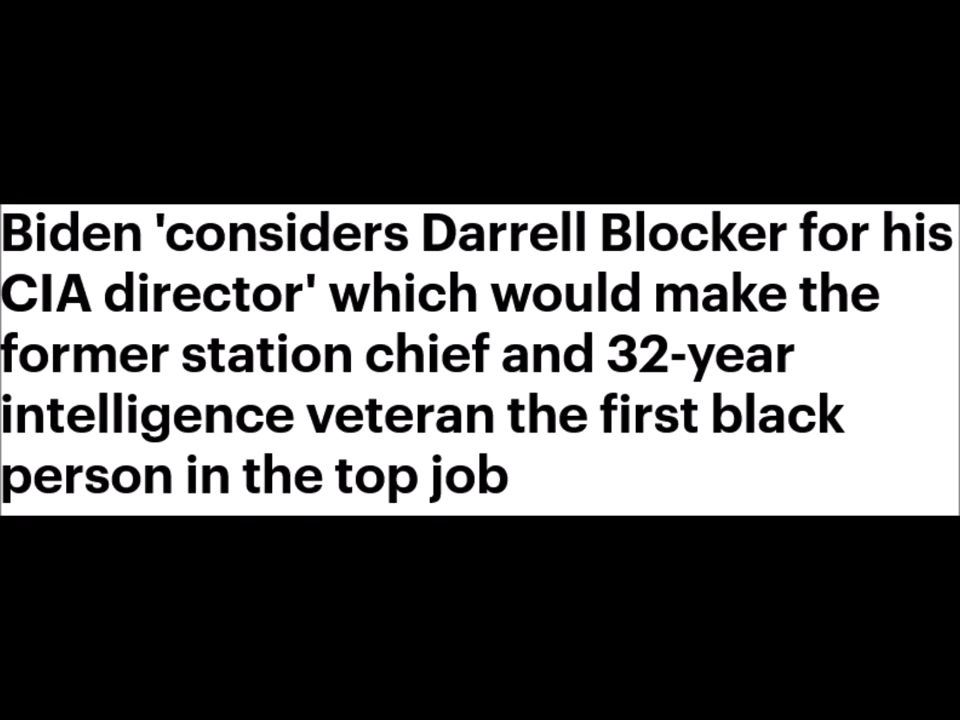 Biden 'considers Darrell Blocker for his
CIA director' which would make the
former station chief and 32-year
intelligence veteran the first black
person in the top job